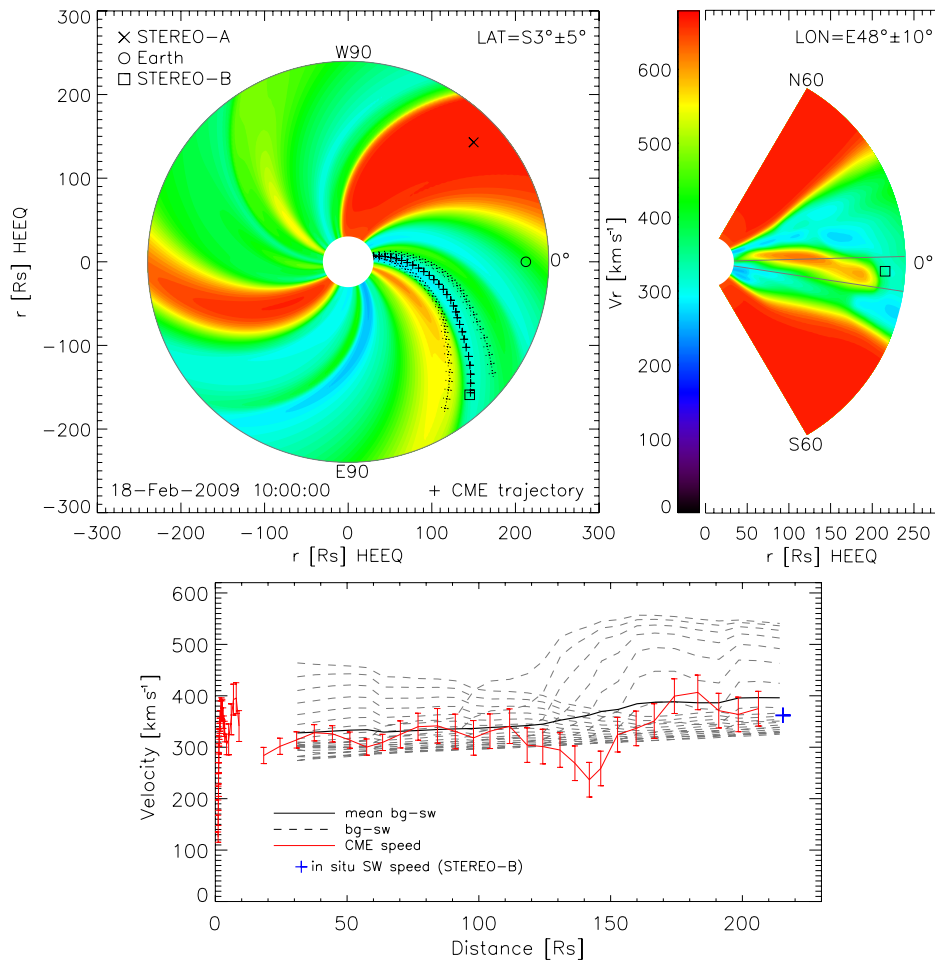 × STEREO-A
○ Earth
□ STEREO-B
W90
LAT=S3°±5°
0°
E90
18-Feb-2009 10:00:00
+ CME trajectory
300
200
100
0
-100
-200
-300
r [Rs] HEEQ
-300 -200 -100 0 100 200 300
r [Rs] HEEQ
LON=E48°±10°
N60
0°
S60
600
500
400
300
200
100
0
Vr [km s⁻¹]
0 50 100 150 200 250
r [Rs] HEEQ
600
500
400
300
200
100
0
Velocity [km s⁻¹]
mean bg-sw
bg-sw
CME speed
+ in situ SW speed (STEREO-B)
0 50 100 150 200
Distance [Rs]